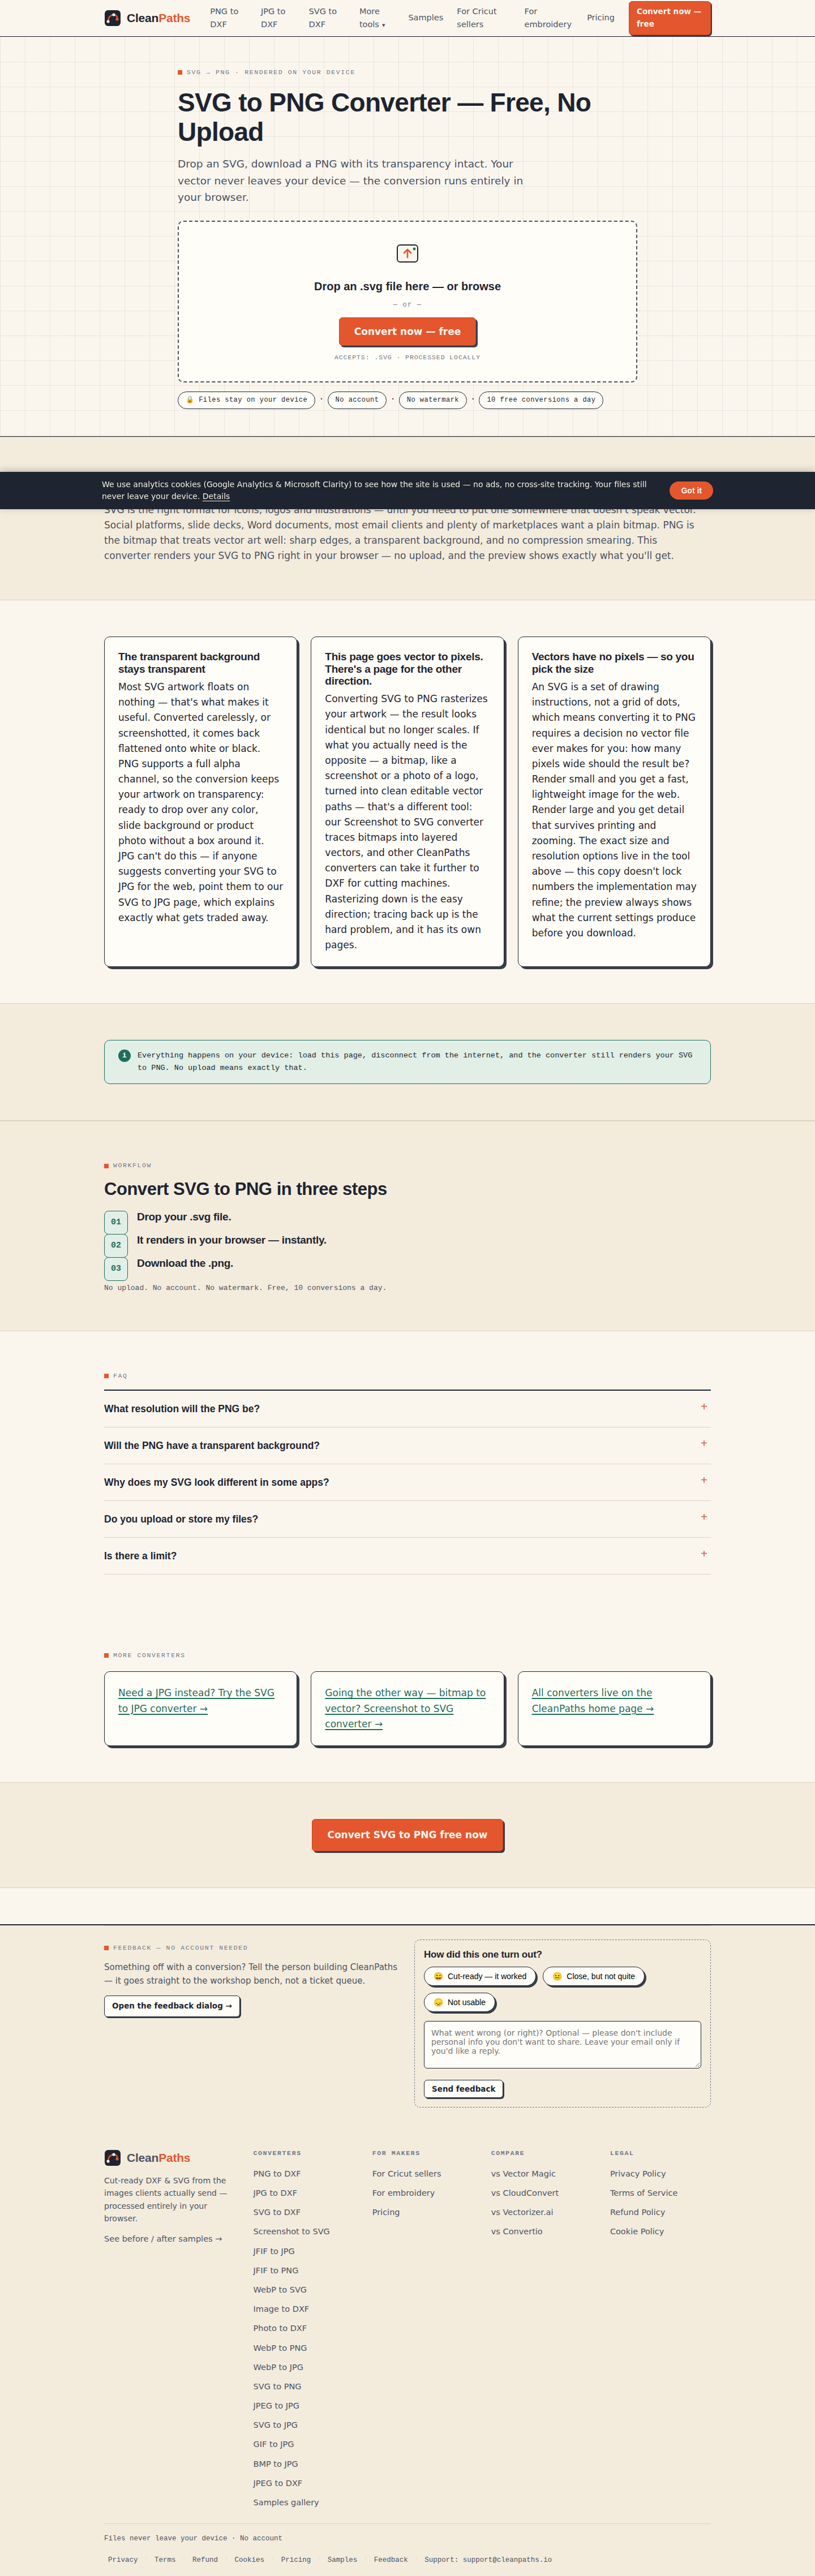 CleanPaths
PNG to DXF
JPG to DXF
SVG to DXF
More tools ▾
Samples
For Cricut sellers
For embroidery
Pricing
Convert now — free
SVG → PNG · RENDERED ON YOUR DEVICE
SVG to PNG Converter — Free, No
Upload
Drop an SVG, download a PNG with its transparency intact. Your
vector never leaves your device — the conversion runs entirely in
your browser.
Drop an .svg file here — or browse
— or —
Convert now — free
ACCEPTS: .SVG · PROCESSED LOCALLY
🔒 Files stay on your device · No account · No watermark · 10 free conversions a day
We use analytics cookies (Google Analytics & Microsoft Clarity) to see how the site is used — no ads, no cross-site tracking. Your files still
never leave your device. Details
Got it
SVG is the right format for icons, logos and illustrations — until you need to put one somewhere that doesn't speak vector.
Social platforms, slide decks, Word documents, most email clients and plenty of marketplaces want a plain bitmap. PNG is
the bitmap that treats vector art well: sharp edges, a transparent background, and no compression smearing. This
converter renders your SVG to PNG right in your browser — no upload, and the preview shows exactly what you'll get.
The transparent background
stays transparent
Most SVG artwork floats on
nothing — that's what makes it
useful. Converted carelessly, or
screenshotted, it comes back
flattened onto white or black.
PNG supports a full alpha
channel, so the conversion keeps
your artwork on transparency:
ready to drop over any color,
slide background or product
photo without a box around it.
JPG can't do this — if anyone
suggests converting your SVG to
JPG for the web, point them to our
SVG to JPG page, which explains
exactly what gets traded away.
This page goes vector to pixels.
There's a page for the other
direction.
Converting SVG to PNG rasterizes
your artwork — the result looks
identical but no longer scales. If
what you actually need is the
opposite — a bitmap, like a
screenshot or a photo of a logo,
turned into clean editable vector
paths — that's a different tool:
our Screenshot to SVG converter
traces bitmaps into layered
vectors, and other CleanPaths
converters can take it further to
DXF for cutting machines.
Rasterizing down is the easy
direction; tracing back up is the
hard problem, and it has its own
pages.
Vectors have no pixels — so you
pick the size
An SVG is a set of drawing
instructions, not a grid of dots,
which means converting it to PNG
requires a decision no vector file
ever makes for you: how many
pixels wide should the result be?
Render small and you get a fast,
lightweight image for the web.
Render large and you get detail
that survives printing and
zooming. The exact size and
resolution options live in the tool
above — this copy doesn't lock
numbers the implementation may
refine; the preview always shows
what the current settings produce
before you download.
i Everything happens on your device: load this page, disconnect from the internet, and the converter still renders your SVG
to PNG. No upload means exactly that.
WORKFLOW
Convert SVG to PNG in three steps
01 Drop your .svg file.
02 It renders in your browser — instantly.
03 Download the .png.
No upload. No account. No watermark. Free, 10 conversions a day.
FAQ
What resolution will the PNG be? +
Will the PNG have a transparent background? +
Why does my SVG look different in some apps? +
Do you upload or store my files? +
Is there a limit? +
MORE CONVERTERS
Need a JPG instead? Try the SVG
to JPG converter →
Going the other way — bitmap to
vector? Screenshot to SVG
converter →
All converters live on the
CleanPaths home page →
Convert SVG to PNG free now
FEEDBACK — NO ACCOUNT NEEDED
Something off with a conversion? Tell the person building CleanPaths
— it goes straight to the workshop bench, not a ticket queue.
Open the feedback dialog →
How did this one turn out?
😄 Cut-ready — it worked
😐 Close, but not quite
😞 Not usable
What went wrong (or right)? Optional — please don't include
personal info you don't want to share. Leave your email only if
you'd like a reply.
Send feedback
CleanPaths
Cut-ready DXF & SVG from the
images clients actually send —
processed entirely in your
browser.
See before / after samples →
CONVERTERS
PNG to DXF
JPG to DXF
SVG to DXF
Screenshot to SVG
JFIF to JPG
JFIF to PNG
WebP to SVG
Image to DXF
Photo to DXF
WebP to PNG
WebP to JPG
SVG to PNG
JPEG to JPG
SVG to JPG
GIF to JPG
BMP to JPG
JPEG to DXF
Samples gallery
FOR MAKERS
For Cricut sellers
For embroidery
Pricing
COMPARE
vs Vector Magic
vs CloudConvert
vs Vectorizer.ai
vs Convertio
LEGAL
Privacy Policy
Terms of Service
Refund Policy
Cookie Policy
Files never leave your device · No account
Privacy Terms Refund Cookies Pricing Samples Feedback Support: support@cleanpaths.io